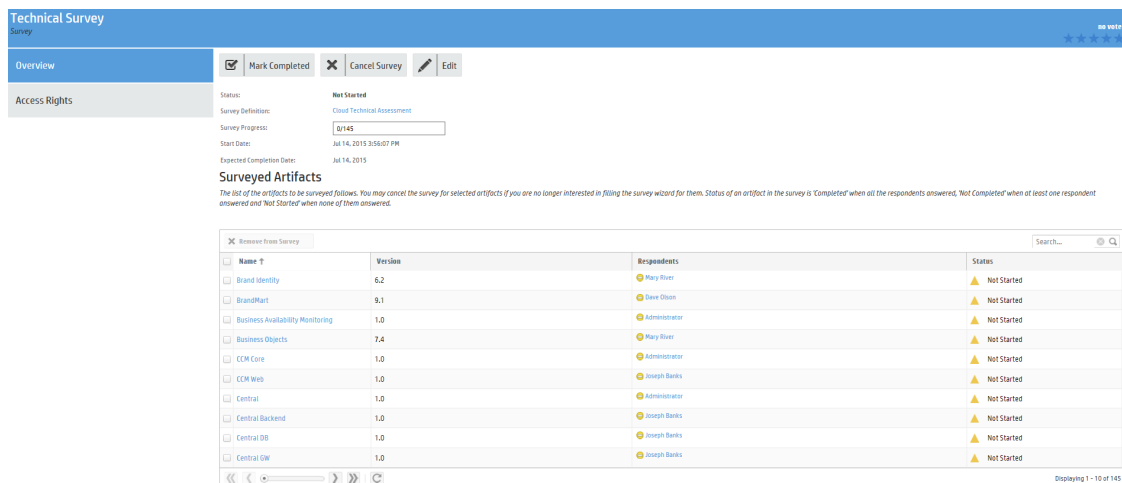 Technical Survey
Survey
no vote
Overview
Access Rights
Mark Completed Cancel Survey Edit
Status: Not Started
Survey Definition: Cloud Technical Assessment
Survey Progress: 0/145
Start Date: Jul 14, 2015 3:56:07 PM
Expected Completion Date: Jul 14, 2015
Surveyed Artifacts
The list of the artifacts to be surveyed follows. You may cancel the survey for selected artifacts if you are no longer interested in filling the survey wizard for them. Status of an artifact in the survey is 'Completed' when all the respondents answered, 'Not Completed' when at least one respondent
answered and 'Not Started' when none of them answered.
Remove from Survey Search...
Name Version Respondents Status
Brand Identity 6.2 Mary River Not Started
BrandMart 9.1 Dave Olson Not Started
Business Availability Monitoring 1.0 Administrator Not Started
Business Objects 7.4 Mary River Not Started
CCM Core 1.0 Administrator Not Started
CCM Web 1.0 Joseph Banks Not Started
Central 1.0 Administrator Not Started
Central Backend 1.0 Joseph Banks Not Started
Central DB 1.0 Joseph Banks Not Started
Central GW 1.0 Joseph Banks Not Started
Displaying 1 - 10 of 145